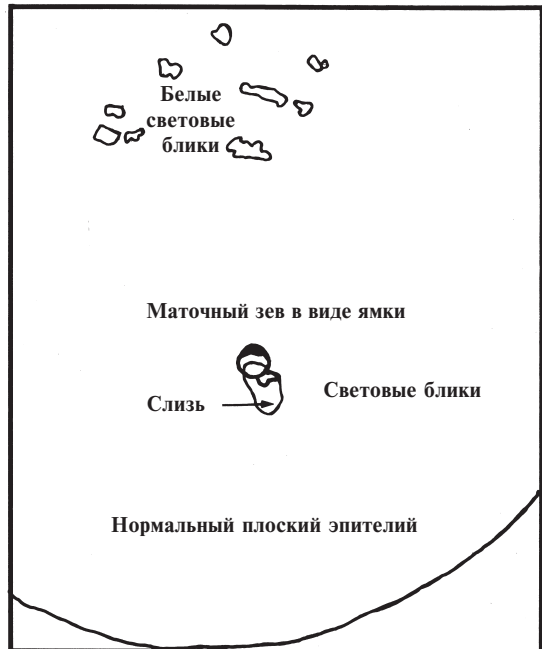 Белые
световые
блики
Маточный зев в виде ямки
Световые блики
Слизь
Нормальный плоский эпителий